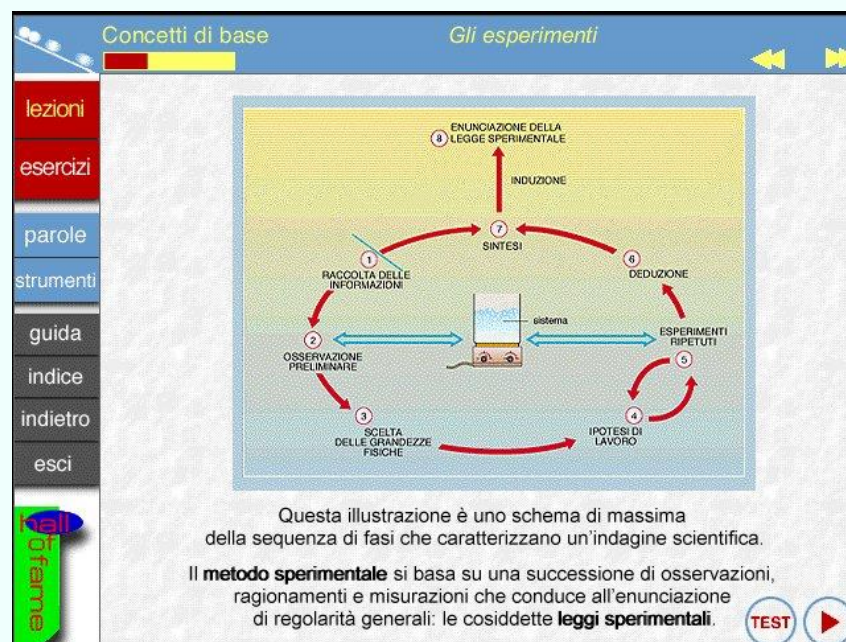 Concetti di base
Gli esperimenti
lezioni
esercizi
parole
strumenti
guida
indice
indietro
esci
hall
of fame
8
ENUNCIAZIONE DELLA
LEGGE SPERIMENTALE
INDUZIONE
7
SINTESI
1
RACCOLTA DELLE
INFORMAZIONI
6
DEDUZIONE
sistema
2
OSSERVAZIONE
PRELIMINARE
ESPERIMENTI
RIPETUTI
5
3
SCELTA
DELLE GRANDEZZE
FISICHE
4
IPOTESI DI
LAVORO
Questa illustrazione è uno schema di massima
della sequenza di fasi che caratterizzano un'indagine scientifica.
Il metodo sperimentale si basa su una successione di osservazioni,
ragionamenti e misurazioni che conduce all'enunciazione
di regolarità generali: le cosiddette leggi sperimentali.
TEST